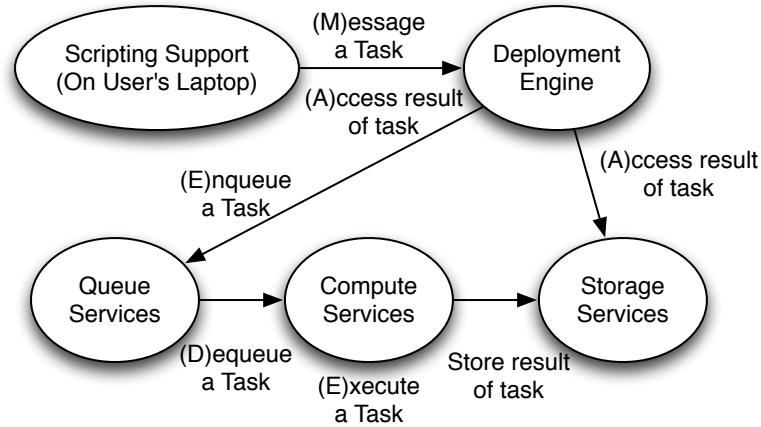 (M)essage
a Task
Scripting Support
(On User's Laptop)
Deployment
Engine
(A)ccess result
of task
(A)ccess result
of task
(E)nqueue
a Task
Queue
Services
Compute
Services
Storage
Services
(D)equeue
a Task
(E)xecute
a Task
Store result
of task